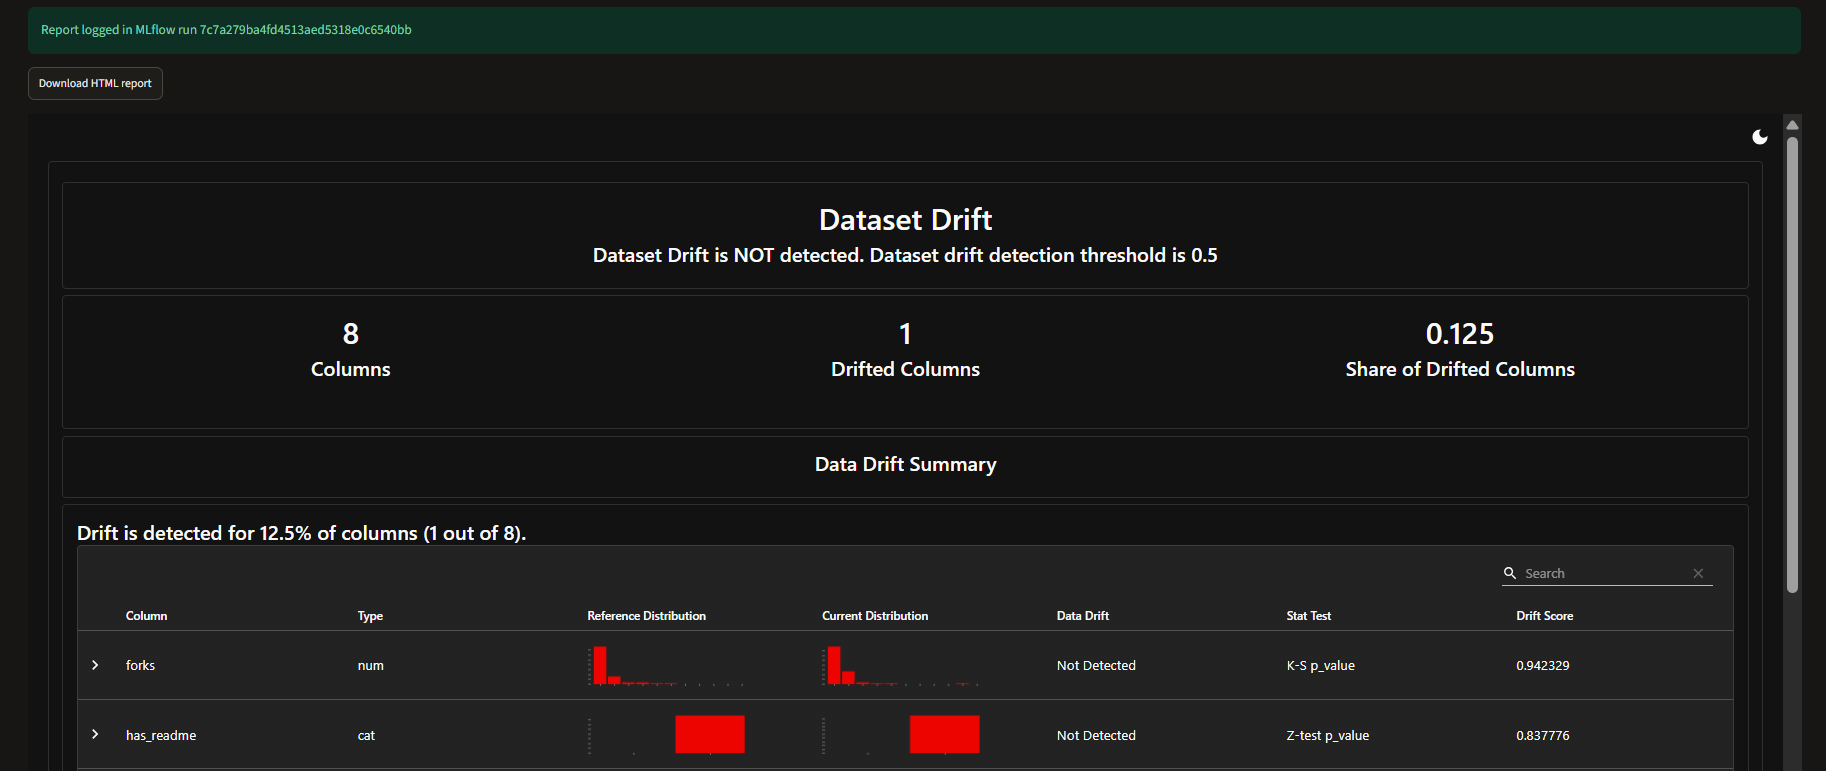 Report logged in MLflow run 7c7a279ba4fd4513aed5318e0c6540bb
Download HTML report
Dataset Drift
Dataset Drift is NOT detected. Dataset drift detection threshold is 0.5
8
Columns
1
Drifted Columns
0.125
Share of Drifted Columns
Data Drift Summary
Drift is detected for 12.5% of columns (1 out of 8).
Search
Column Type Reference Distribution Current Distribution Data Drift Stat Test Drift Score
forks num Not Detected K-S p_value 0.942329
has_readme cat Not Detected Z-test p_value 0.837776